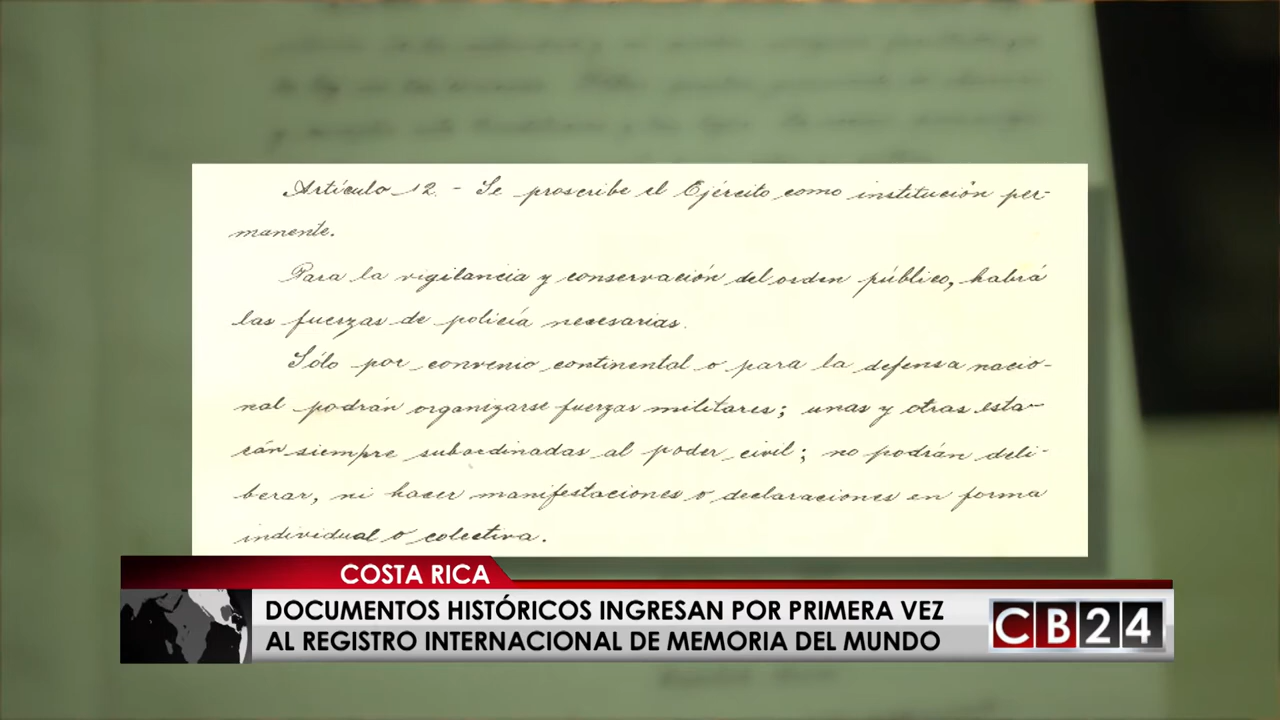 Artículo 12. - Se proscribe el Ejército como institución per-
manente.
Para la vigilancia y conservación del orden público, habrá
las fuerzas de policía necesarias.
Sólo por convenio continental o para la defensa nacio-
nal podrán organizarse fuerzas militares; unas y otras esta-
rán siempre subordinadas al poder civil; no podrán deli-
berar, ni hacer manifestaciones o declaraciones en forma
individual o colectiva.
COSTA RICA
DOCUMENTOS HISTÓRICOS INGRESAN POR PRIMERA VEZ
AL REGISTRO INTERNACIONAL DE MEMORIA DEL MUNDO
CB24